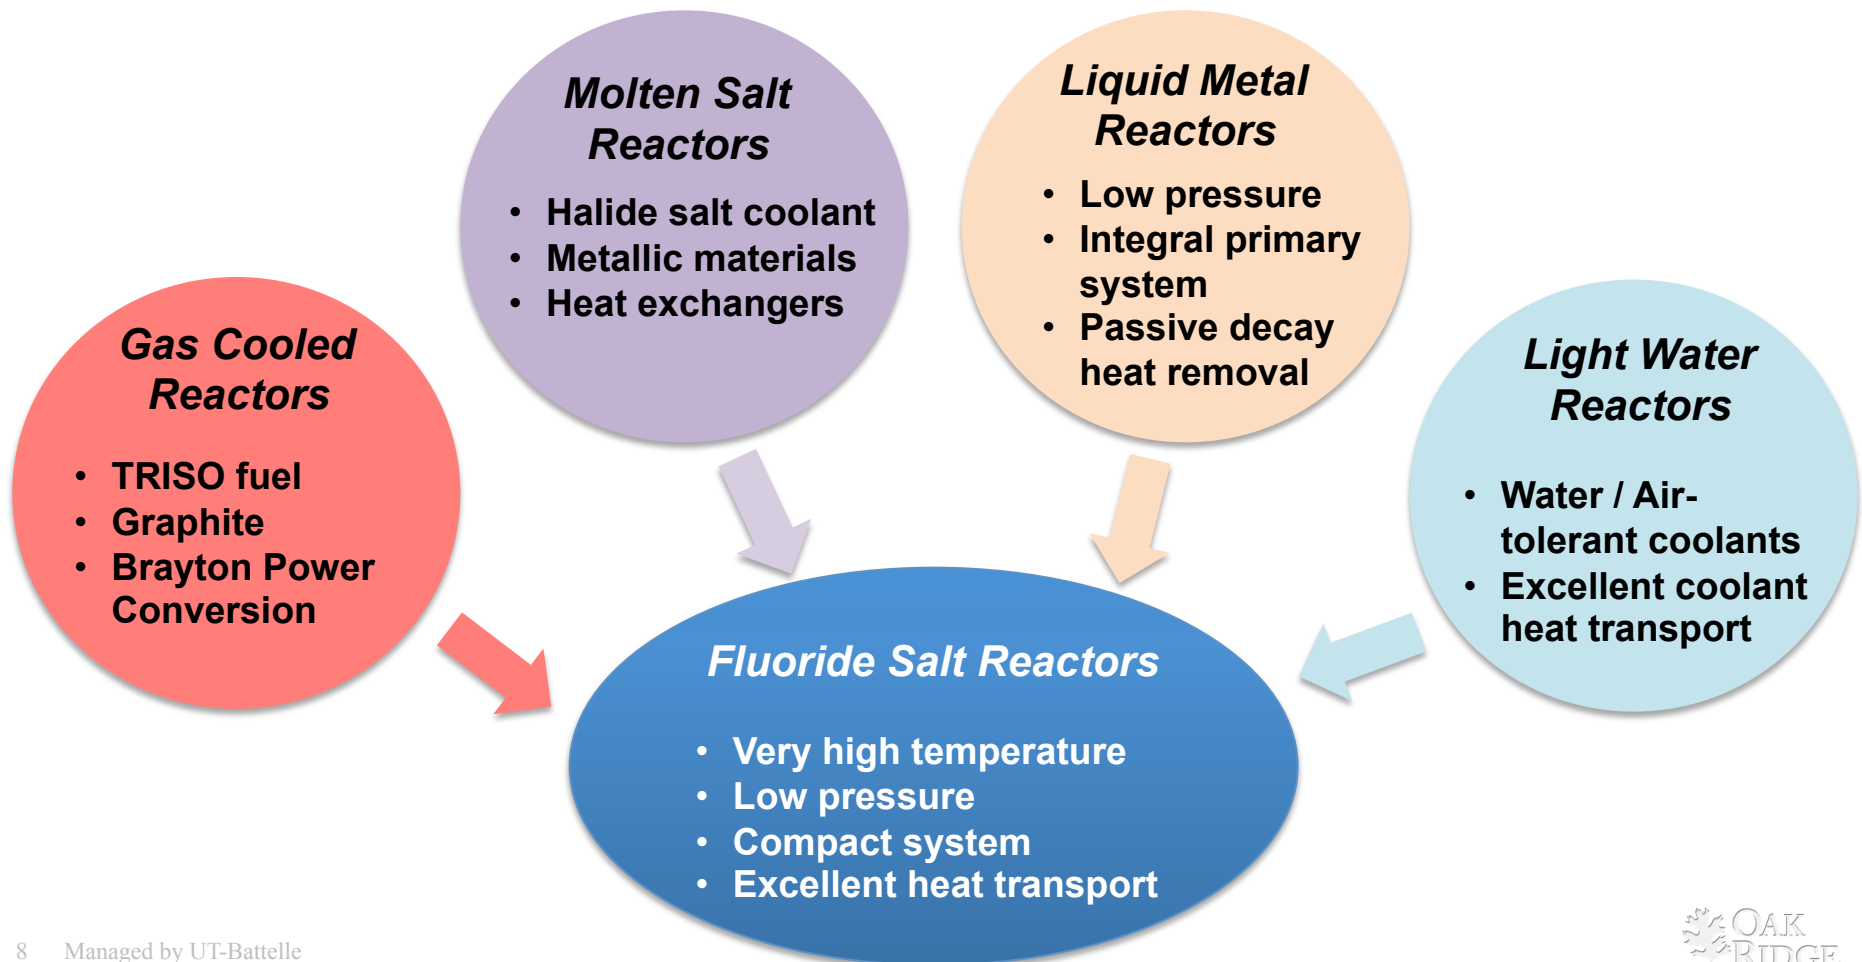 Gas Cooled
Reactors
• TRISO fuel
• Graphite
• Brayton Power
Conversion
Molten Salt
Reactors
• Halide salt coolant
• Metallic materials
• Heat exchangers
Liquid Metal
Reactors
• Low pressure
• Integral primary
system
• Passive decay
heat removal
Light Water
Reactors
• Water / Air-
tolerant coolants
• Excellent coolant
heat transport
Fluoride Salt Reactors
• Very high temperature
• Low pressure
• Compact system
• Excellent heat transport
8 Managed by UT-Battelle
OAK
RIDGE